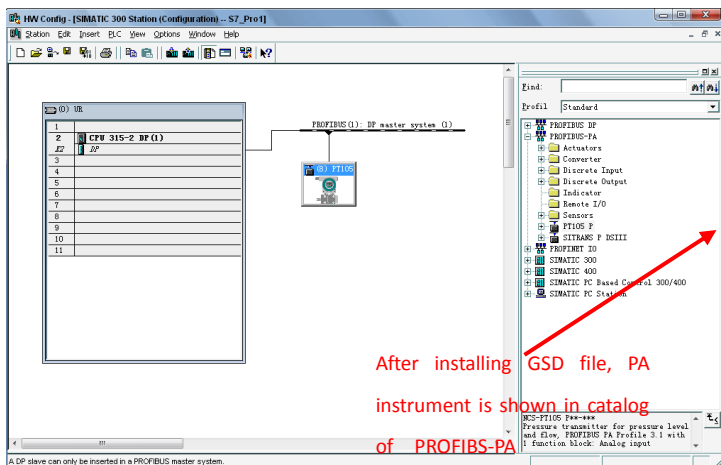 HW Config - [SIMATIC 300 Station (Configuration) -- S7_Pro1]
Station Edit Insert PLC View Options Window Help
Find:
Profil Standard
(0) UR
1
2 CPU 315-2 DP(1)
X2 DP
3
4
5
6
7
8
9
10
11
PROFIBUS(1): DP master system (1)
(8) PT105
PROFIBUS DP
PROFIBUS-PA
Actuators
Converter
Discrete Input
Discrete Output
Indicator
Remote I/O
Sensors
PT105 P
SITRANS P DSIII
PROFINET IO
SIMATIC 300
SIMATIC 400
SIMATIC PC Based Control 300/400
SIMATIC PC Station
After installing GSD file, PA
instrument is shown in catalog
of PROFIBS-PA
NCS-PT105 P**-***
Pressure transmitter for pressure level
and flow, PROFIBUS PA Profile 3.1 with
1 function block: Analog input
A DP slave can only be inserted in a PROFIBUS master system.